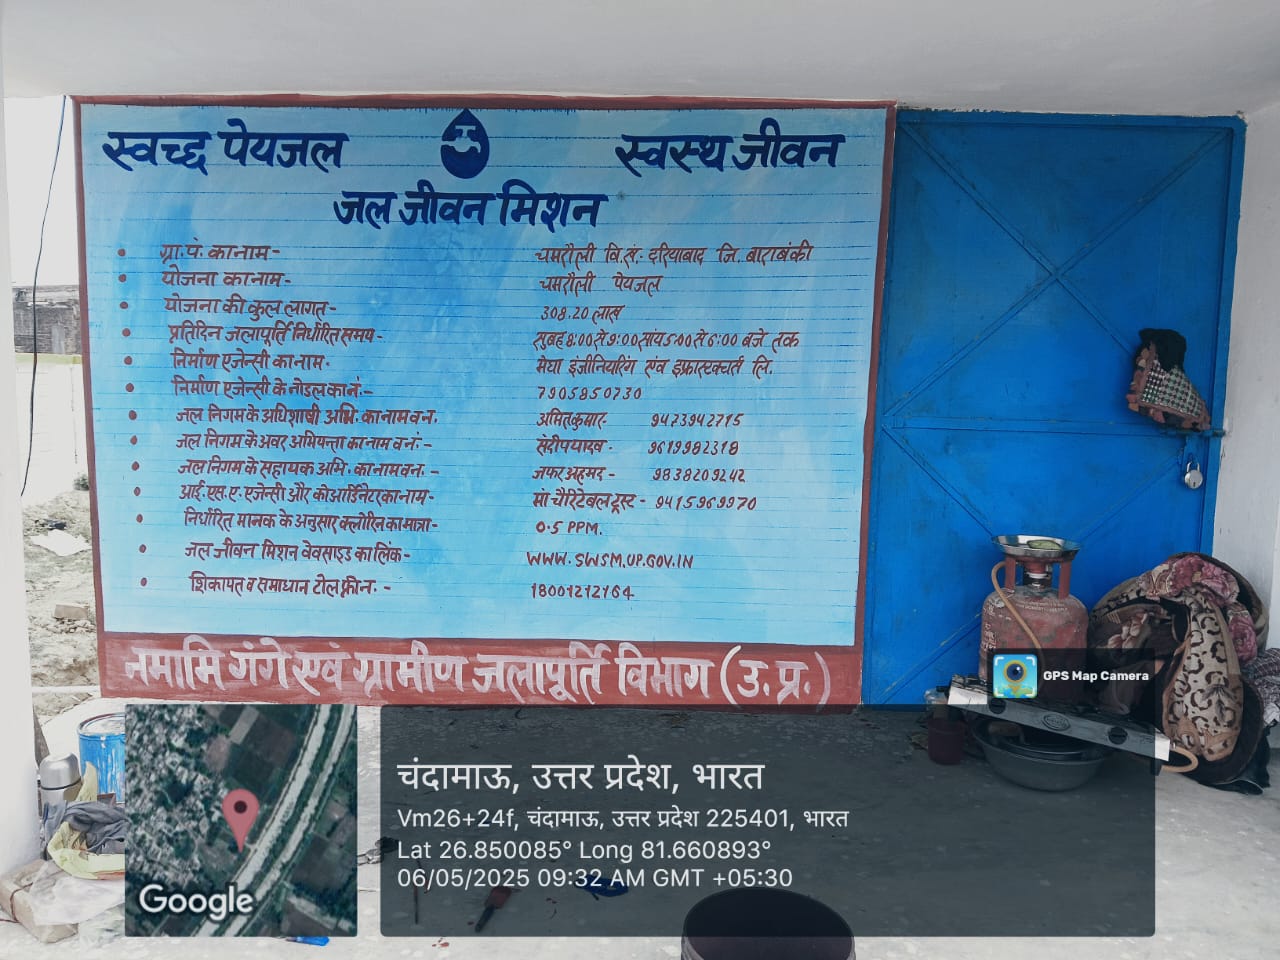 स्वच्छ पेयजल स्वस्थ जीवन
जल जीवन मिशन
ग्रा.पं. का नाम- चमरौली वि.सं.- दरियाबाद जि. बाराबंकी
योजना का नाम- चमरौली पेयजल
योजना की कुल लागत- 308.20 लाख
प्रतिदिन जलापूर्ति निर्धारित समय- सुबह 8:00 से 9:00 सांय 5:00 से 6:00 बजे तक
निर्माण एजेन्सी का नाम- मेघा इंजीनियरिंग एंव इफ्रास्टक्चर्त लि.
निर्माण एजेन्सी के नोडल का नं:- 7905850730
जल निगम के अधिशाषी अभि. का नाम व नं. अमित कुमार- 9473942715
जल निगम के अवर अभियन्ता का नाम व नं:- संदीप यादव- 9619982318
जल निगम के सहायक अभि. का नाम व नं.- जफर अहमद- 9838209242
आई.एस.ए. एजेन्सी और कोआर्डिनेटर का नाम- मां चैरिटेबल ट्रस्ट- 9415969970
निर्धारित मानक के अनुसार क्लोरिन का मात्रा- 0.5 PPM.
जल जीवन मिशन वेवसाइड का लिंक- WWW.SWSM.UP.GOV.IN
शिकायत व समाधान टोल फ्री न.- 18001212164
नमामि गंगे एवं ग्रामीण जलापूर्ति विभाग (उ.प्र.)
GPS Map Camera
Google
चंदामाऊ, उत्तर प्रदेश, भारत
Vm26+24f, चंदामाऊ, उत्तर प्रदेश 225401, भारत
Lat 26.850085° Long 81.660893°
06/05/2025 09:32 AM GMT +05:30